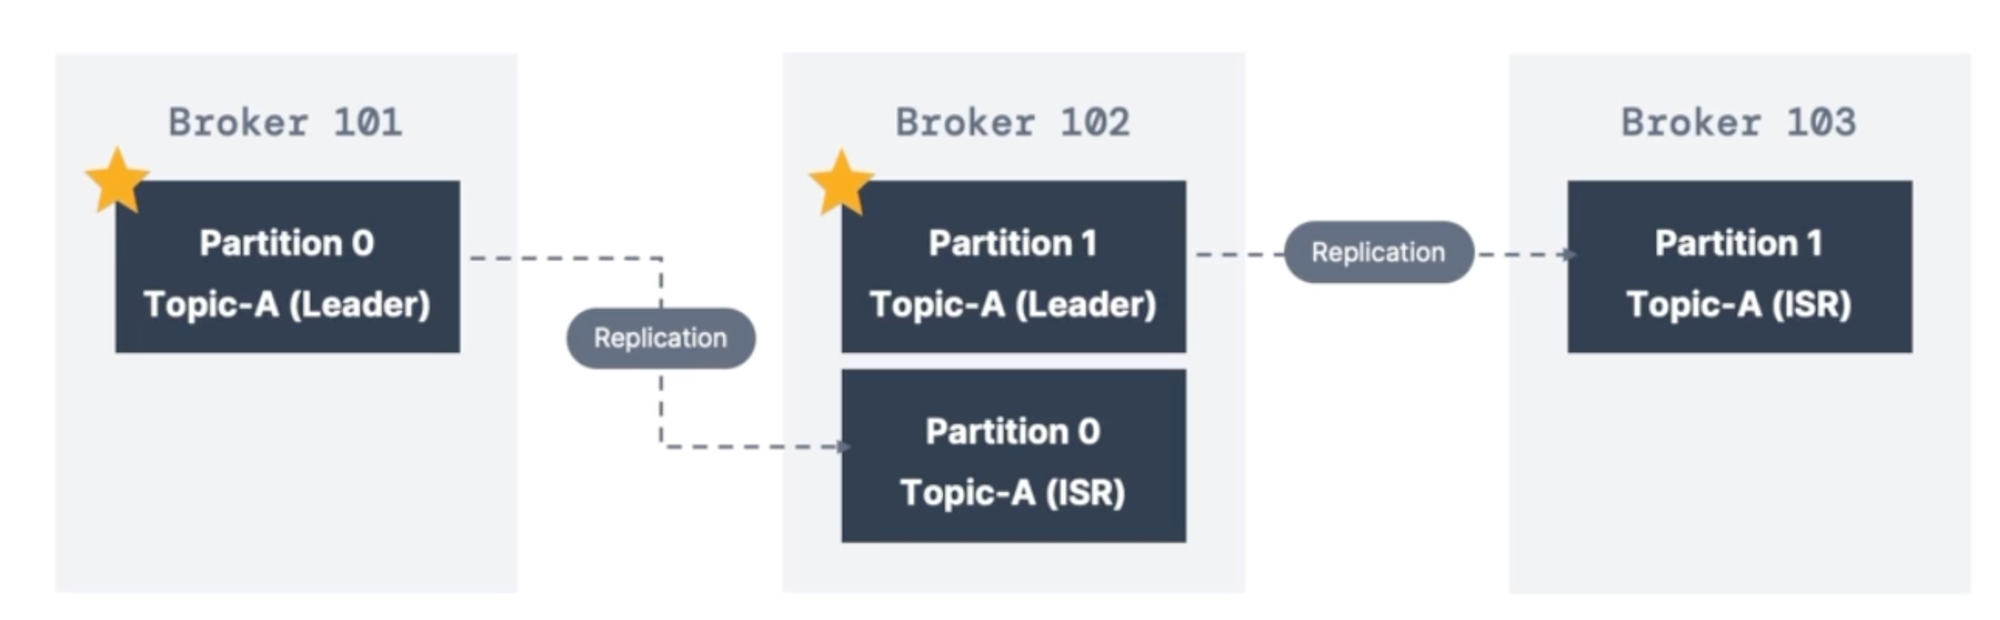 Broker 101
Partition 0
Topic-A (Leader)
Replication
Broker 102
Partition 1
Topic-A (Leader)
Partition 0
Topic-A (ISR)
Replication
Broker 103
Partition 1
Topic-A (ISR)